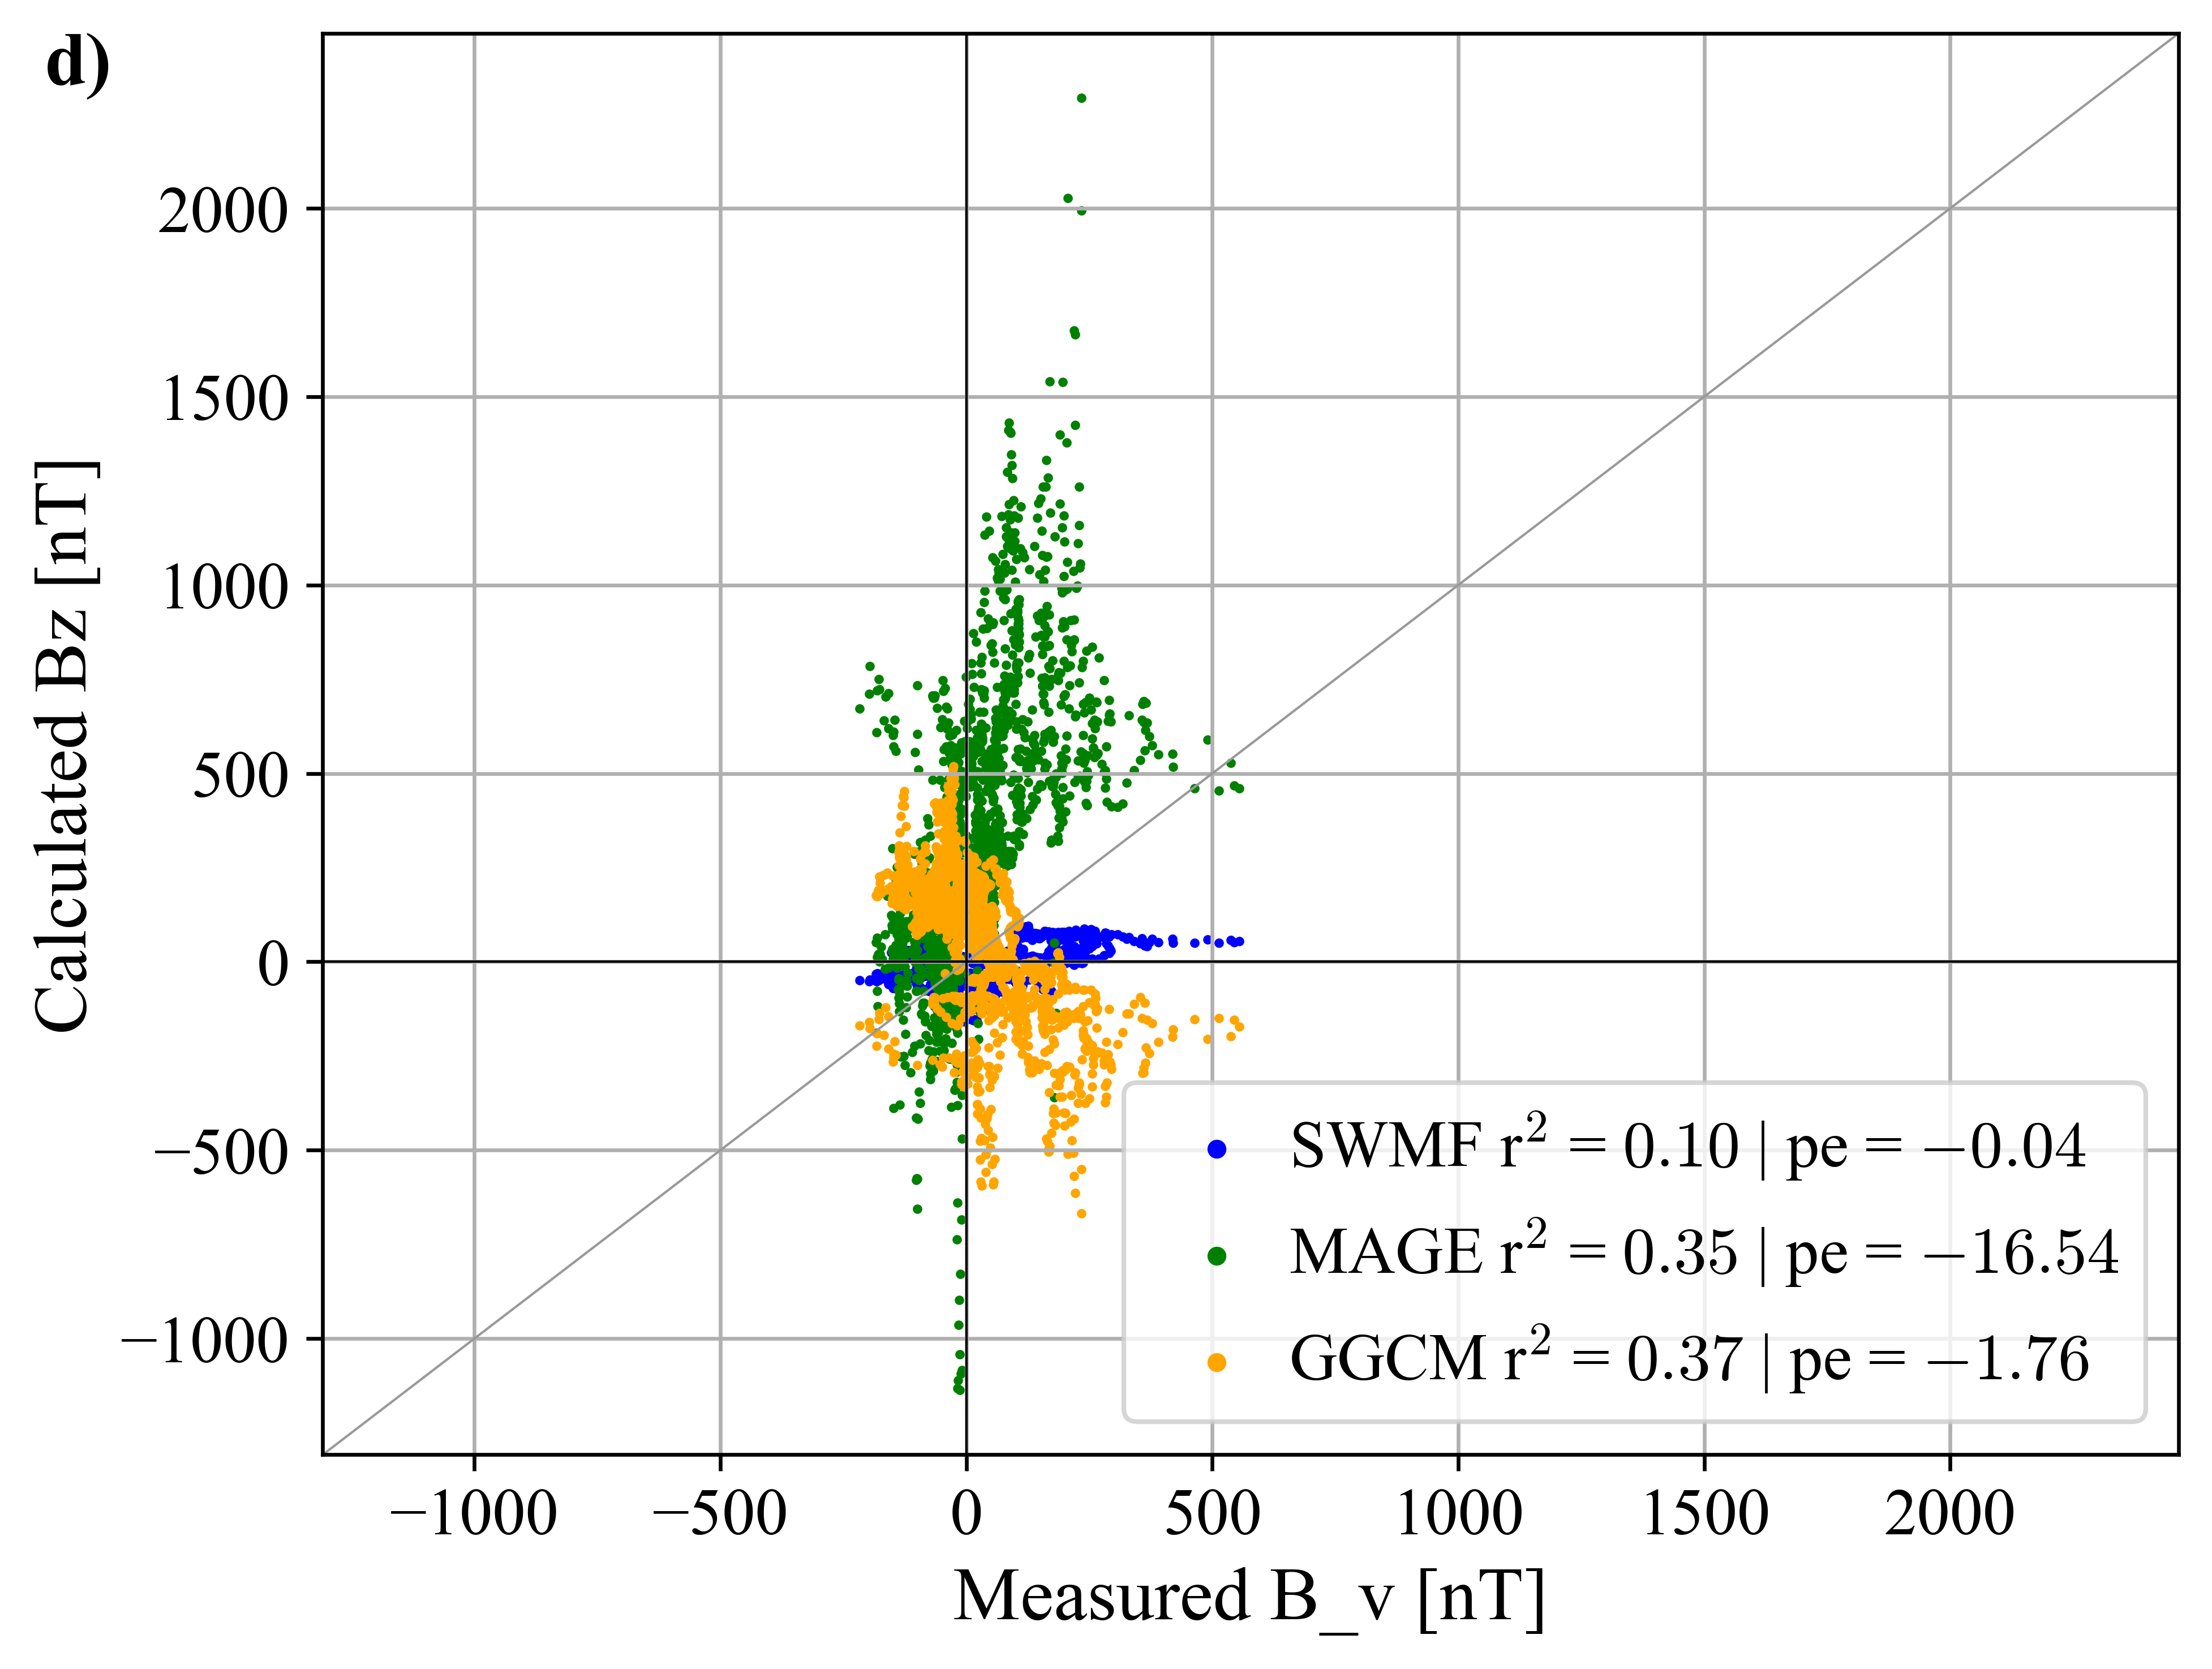 d)
Calculated Bz [nT]
2000
1500
1000
500
0
−500
−1000
SWMF r² = 0.10 | pe = −0.04
MAGE r² = 0.35 | pe = −16.54
GGCM r² = 0.37 | pe = −1.76
−1000 −500 0 500 1000 1500 2000
Measured B_v [nT]